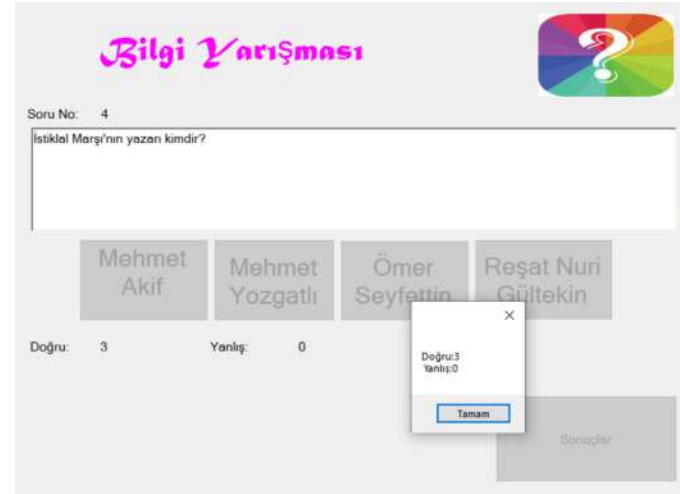 Bilgi Yarışması
?
Soru No: 4
İstiklal Marşı'nın yazarı kimdir?
Mehmet Akif
Mehmet Yozgatlı
Ömer Seyfettin
Reşat Nuri Gültekin
Doğru: 3 Yanlış: 0
Doğru:3
Yanlış:0
Tamam
Sonuçlar